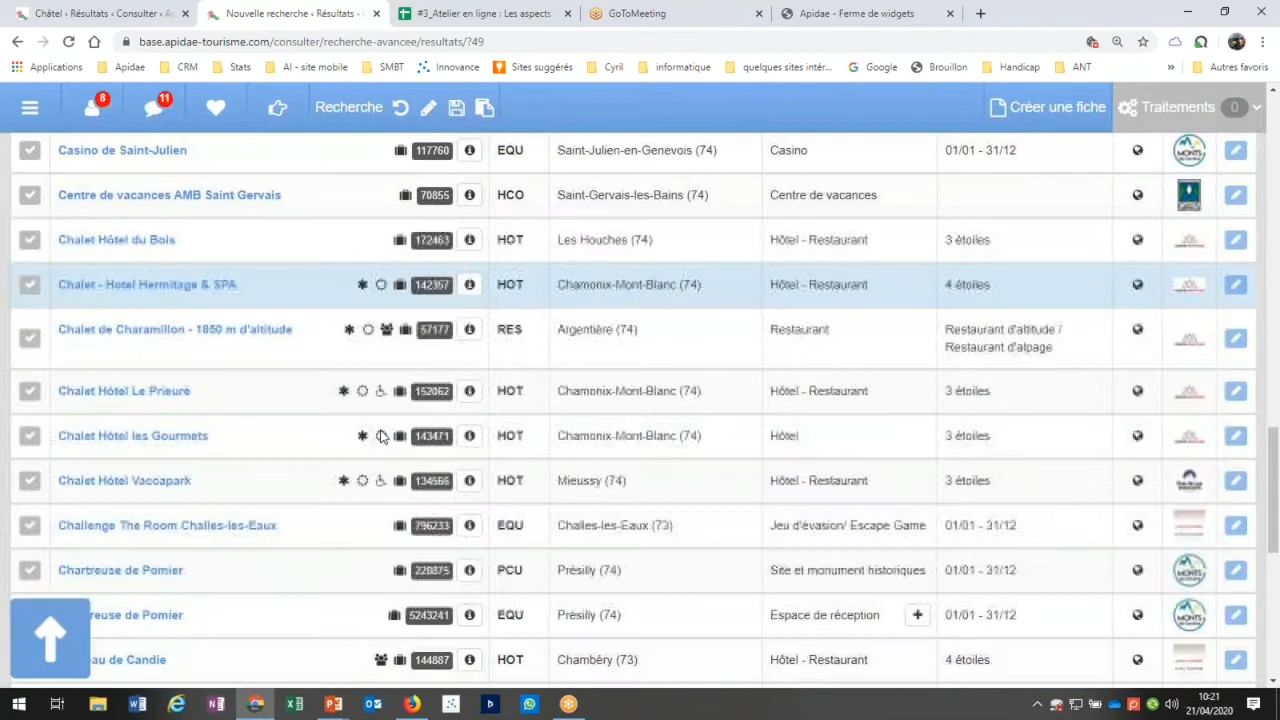 Châtel › Résultats › Consulter › A
Nouvelle recherche › Résultats ›
#3_Atelier en ligne : Les aspects
GoToMeeting
Apidae - Ferme de widgets
base.apidae-tourisme.com/consulter/recherche-avancee/resultats/?49
Applications Apidae CRM Stats AI - site mobile SMBT Innovance Sites suggérés Cyril informatique quelques sites intér... Google Brouillon Handicap ANT » Autres favoris
8 11 Recherche Créer une fiche Traitements 0
Casino de Saint-Julien 117760 EQU Saint-Julien-en-Genevois (74) Casino 01/01 - 31/12
Centre de vacances AMB Saint Gervais 70855 HCO Saint-Gervais-les-Bains (74) Centre de vacances
Chalet Hôtel du Bois 172463 HOT Les Houches (74) Hôtel - Restaurant 3 étoiles
Chalet - Hotel Hermitage & SPA 142367 HOT Chamonix-Mont-Blanc (74) Hôtel - Restaurant 4 étoiles
Chalet de Charamillon - 1850 m d'altitude 57177 RES Argentière (74) Restaurant Restaurant d'altitude /
Restaurant d'alpage
Chalet Hôtel Le Prieuré 152062 HOT Chamonix-Mont-Blanc (74) Hôtel - Restaurant 3 étoiles
Chalet Hôtel les Gourmets 143471 HOT Chamonix-Mont-Blanc (74) Hôtel 3 étoiles
Chalet Hôtel Vaccapark 134566 HOT Mieussy (74) Hôtel - Restaurant 3 étoiles
Challenge The Room Challes-les-Eaux 796233 EQU Challes-les-Eaux (73) Jeu d'évasion/ Escape Game 01/01 - 31/12
Chartreuse de Pomier 228875 PCU Présilly (74) Site et monument historiques 01/01 - 31/12
reuse de Pomier 5243241 EQU Présilly (74) Espace de réception 01/01 - 31/12
eau de Candie 144887 HOT Chambéry (73) Hôtel - Restaurant 4 étoiles
10:21
21/04/2020